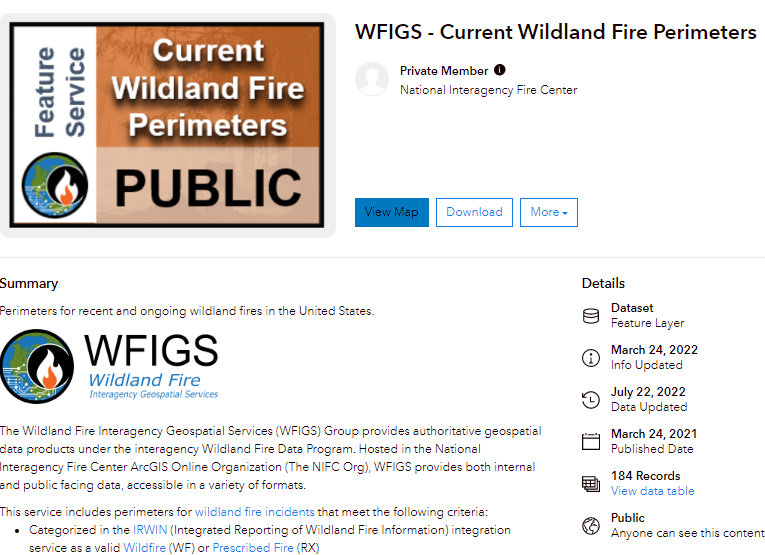 Feature
Service
Current
Wildland Fire
Perimeters
PUBLIC
WFIGS - Current Wildland Fire Perimeters
Private Member
National Interagency Fire Center
View Map
Download
More
Summary
Perimeters for recent and ongoing wildland fires in the United States.
WFIGS
Wildland Fire
Interagency Geospatial Services
The Wildland Fire Interagency Geospatial Services (WFIGS) Group provides authoritative geospatial
data products under the interagency Wildland Fire Data Program. Hosted in the National
Interagency Fire Center ArcGIS Online Organization (The NIFC Org), WFIGS provides both internal
and public facing data, accessible in a variety of formats.
This service includes perimeters for wildland fire incidents that meet the following criteria:
• Categorized in the IRWIN (Integrated Reporting of Wildland Fire Information) integration
service as a valid Wildfire (WF) or Prescribed Fire (RX)
Details
Dataset
Feature Layer
March 24, 2022
Info Updated
July 22, 2022
Data Updated
March 24, 2021
Published Date
184 Records
View data table
Public
Anyone can see this content